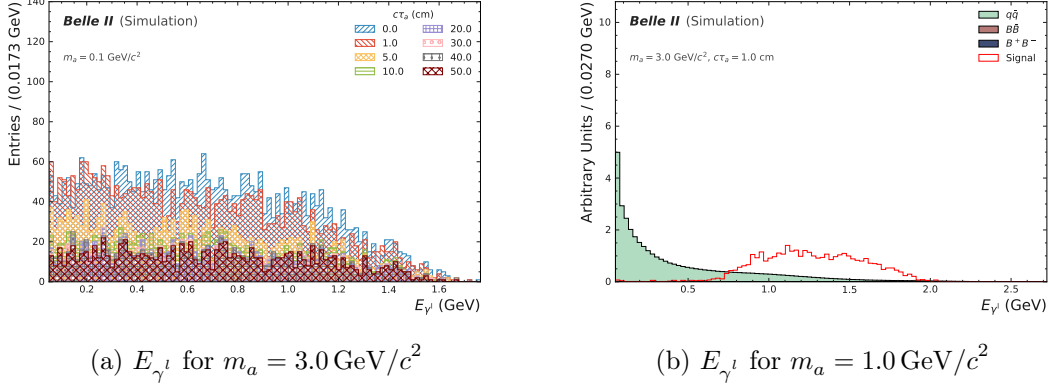 Belle II (Simulation)
m_a = 0.1 GeV/c²
cτ_a (cm)
0.0
1.0
5.0
10.0
20.0
30.0
40.0
50.0
Entries / (0.0173 GeV)
140
120
100
80
60
40
20
0
0.2 0.4 0.6 0.8 1.0 1.2 1.4 1.6
E_γ^l (GeV)
(a) E_γ^l for m_a = 3.0 GeV/c²
Belle II (Simulation)
m_a = 3.0 GeV/c², cτ_a = 1.0 cm
qq̄
BB̄
B⁺B⁻
Signal
Arbitrary Units / (0.0270 GeV)
10
8
6
4
2
0
0.5 1.0 1.5 2.0 2.5
E_γ^l (GeV)
(b) E_γ^l for m_a = 1.0 GeV/c²